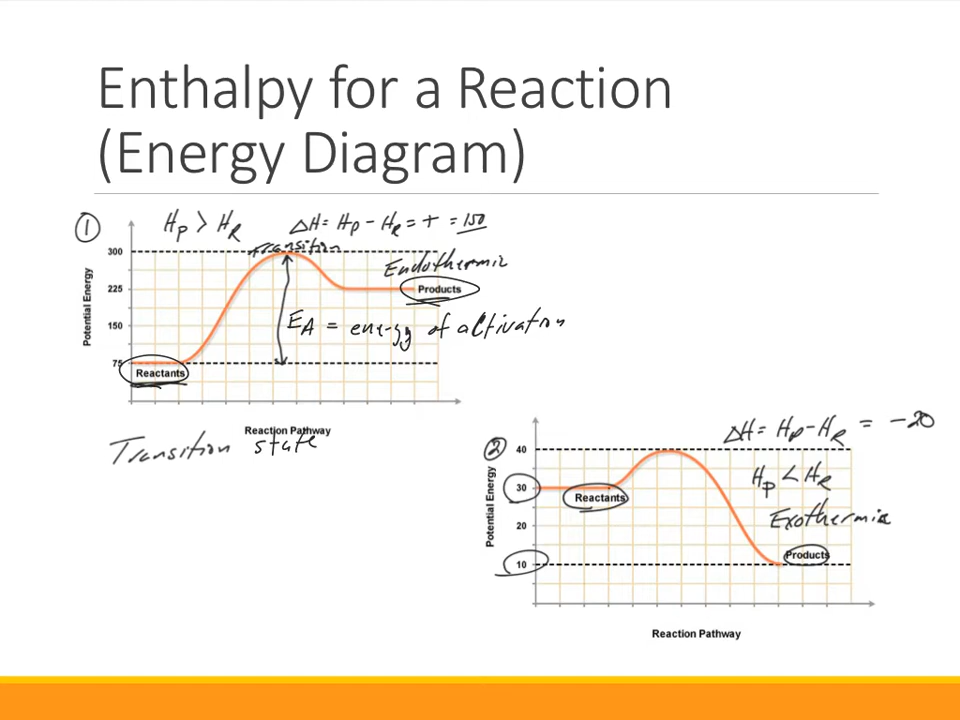 Enthalpy for a Reaction
(Energy Diagram)
1
Hp > HR
ΔH = Hp - HR = + = 150
Transition
Endothermic
Potential Energy
300
225
150
75
Products
EA = energy of activation
Reactants
Reaction Pathway
Transition state
2
ΔH = Hp - HR = -20
Hp < HR
Exothermic
Potential Energy
40
30
20
10
Reactants
Products
Reaction Pathway